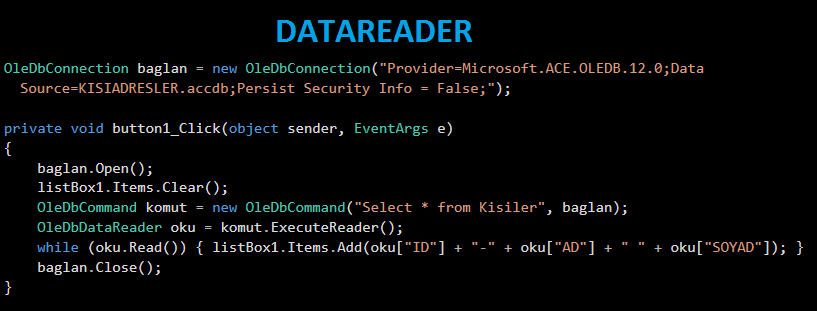 DATAREADER
OleDbConnection baglan = new OleDbConnection("Provider=Microsoft.ACE.OLEDB.12.0;Data
Source=KISIADRESLER.accdb;Persist Security Info = False;");
private void button1_Click(object sender, EventArgs e)
{
baglan.Open();
listBox1.Items.Clear();
OleDbCommand komut = new OleDbCommand("Select * from Kisiler", baglan);
OleDbDataReader oku = komut.ExecuteReader();
while (oku.Read()) { listBox1.Items.Add(oku["ID"] + "-" + oku["AD"] + " " + oku["SOYAD"]); }
baglan.Close();
}